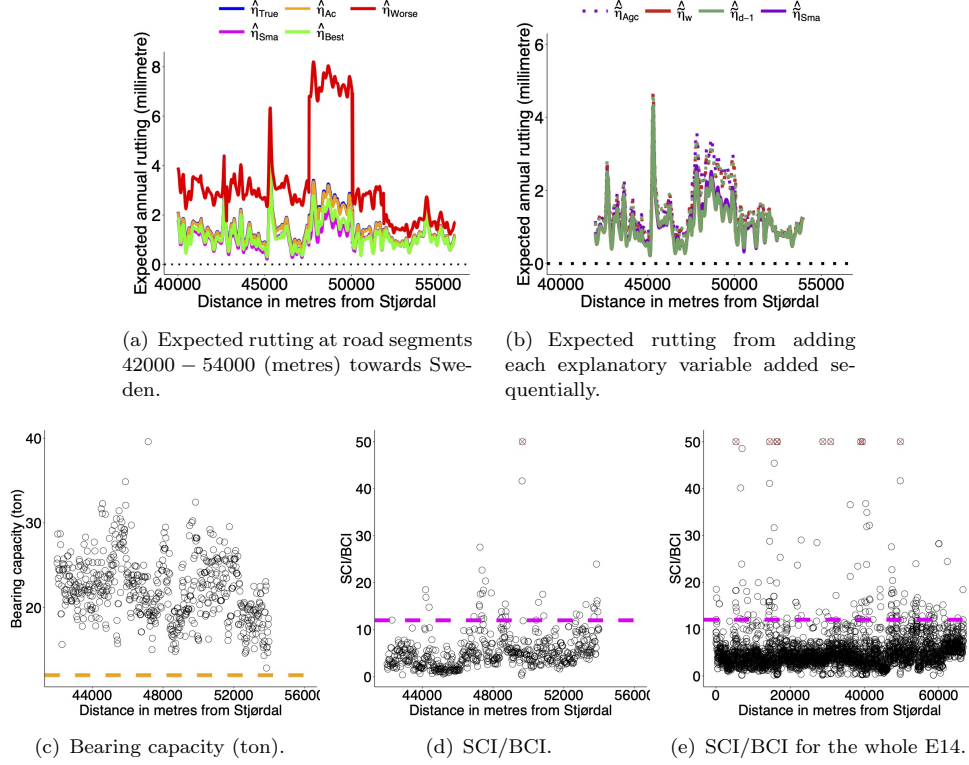 η̂True η̂Ac η̂Worse
η̂Sma η̂Best
Expected annual rutting (millimetre)
8
6
4
2
0
40000 45000 50000 55000
Distance in metres from Stjørdal
(a) Expected rutting at road segments
42000 − 54000 (metres) towards Swe-
den.
η̃̂Agc η̃̂w η̃̂d−1 η̃̂Sma
Expected annual rutting (millimetre)
6
4
2
0
40000 45000 50000 55000
Distance in metres from Stjørdal
(b) Expected rutting from adding
each explanatory variable added se-
quentially.
Bearing capacity (ton)
40
30
20
44000 48000 52000 5600
Distance in metres from Stjørdal
(c) Bearing capacity (ton).
SCI/BCI
50
40
30
20
10
0
44000 48000 52000 5600
Distance in metres from Stjørdal
(d) SCI/BCI.
SCI/BCI
50
40
30
20
10
0
0 20000 40000 60000
Distance in metres from Stjørdal
(e) SCI/BCI for the whole E14.